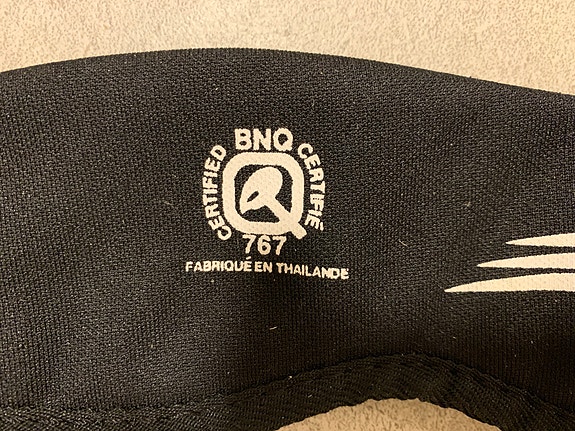 BNQ
CERTIFIED
CERTIFIÉ
767
FABRIQUÉ EN THAILANDE